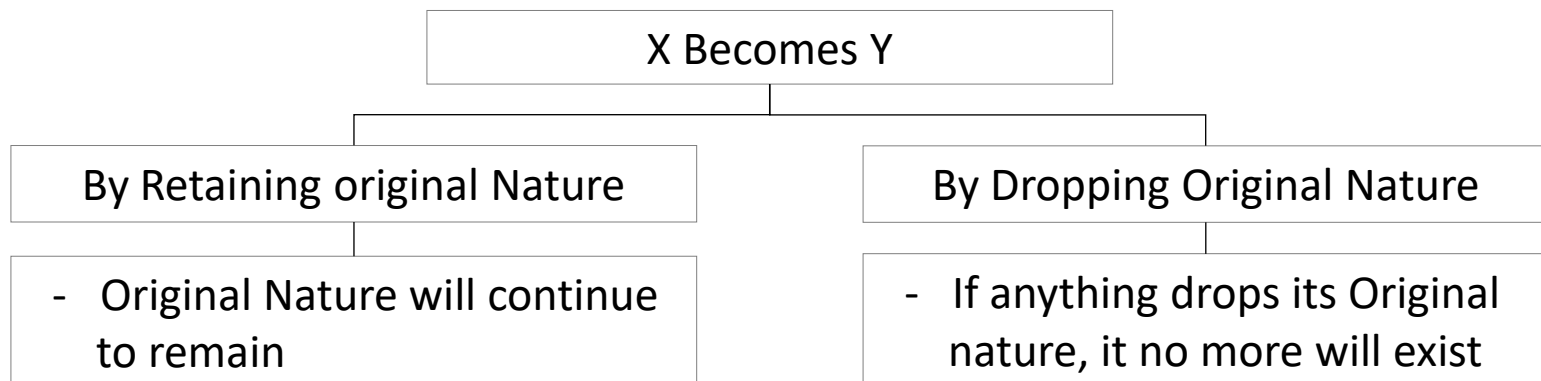 X Becomes Y
By Retaining original Nature
By Dropping Original Nature
- Original Nature will continue
to remain
- If anything drops its Original
nature, it no more will exist